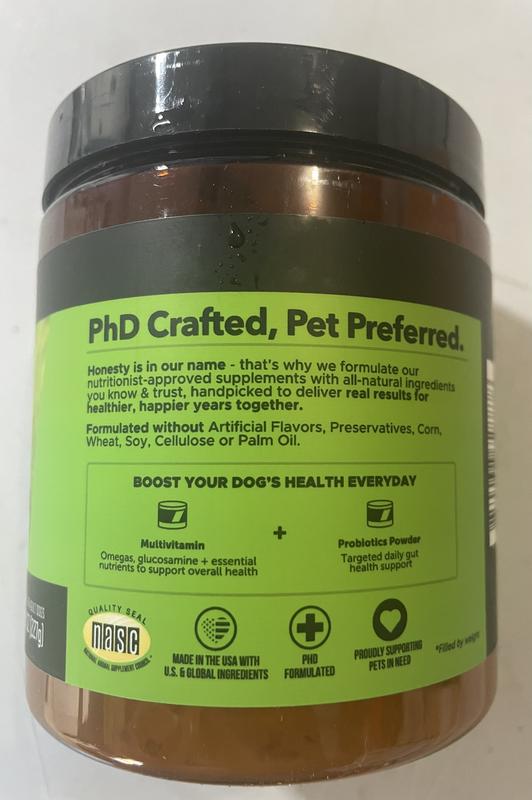 PhD Crafted, Pet Preferred.
Honesty is in our name - that's why we formulate our
nutritionist-approved supplements with all-natural ingredients
you know & trust, handpicked to deliver real results for
healthier, happier years together.
Formulated without Artificial Flavors, Preservatives, Corn,
Wheat, Soy, Cellulose or Palm Oil.
BOOST YOUR DOG'S HEALTH EVERYDAY
Multivitamin
Omegas, glucosamine + essential
nutrients to support overall health
+
Probiotics Powder
Targeted daily gut
health support
QUALITY SEAL
nasc
NATIONAL ANIMAL SUPPLEMENT COUNCIL
MADE IN THE USA WITH
U.S. & GLOBAL INGREDIENTS
PHD
FORMULATED
PROUDLY SUPPORTING
PETS IN NEED
*Filled by weight